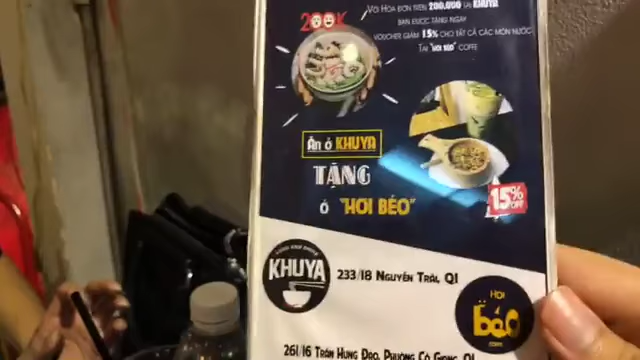 200K
Với Hóa đơn trên 200.000 tại KHUYA
Bạn được tặng ngay
Voucher giảm 15% cho tất cả các món nước
Tại "Hơi Béo" Coffee
Ăn ở KHUYA
TẶNG
ở "HƠI BÉO"
15% OFF
KHUYA
233/18 Nguyễn Trãi, Q1
Hơi
béo
261/16 Trần Hưng Đạo, Phường Cô Giang, Q1